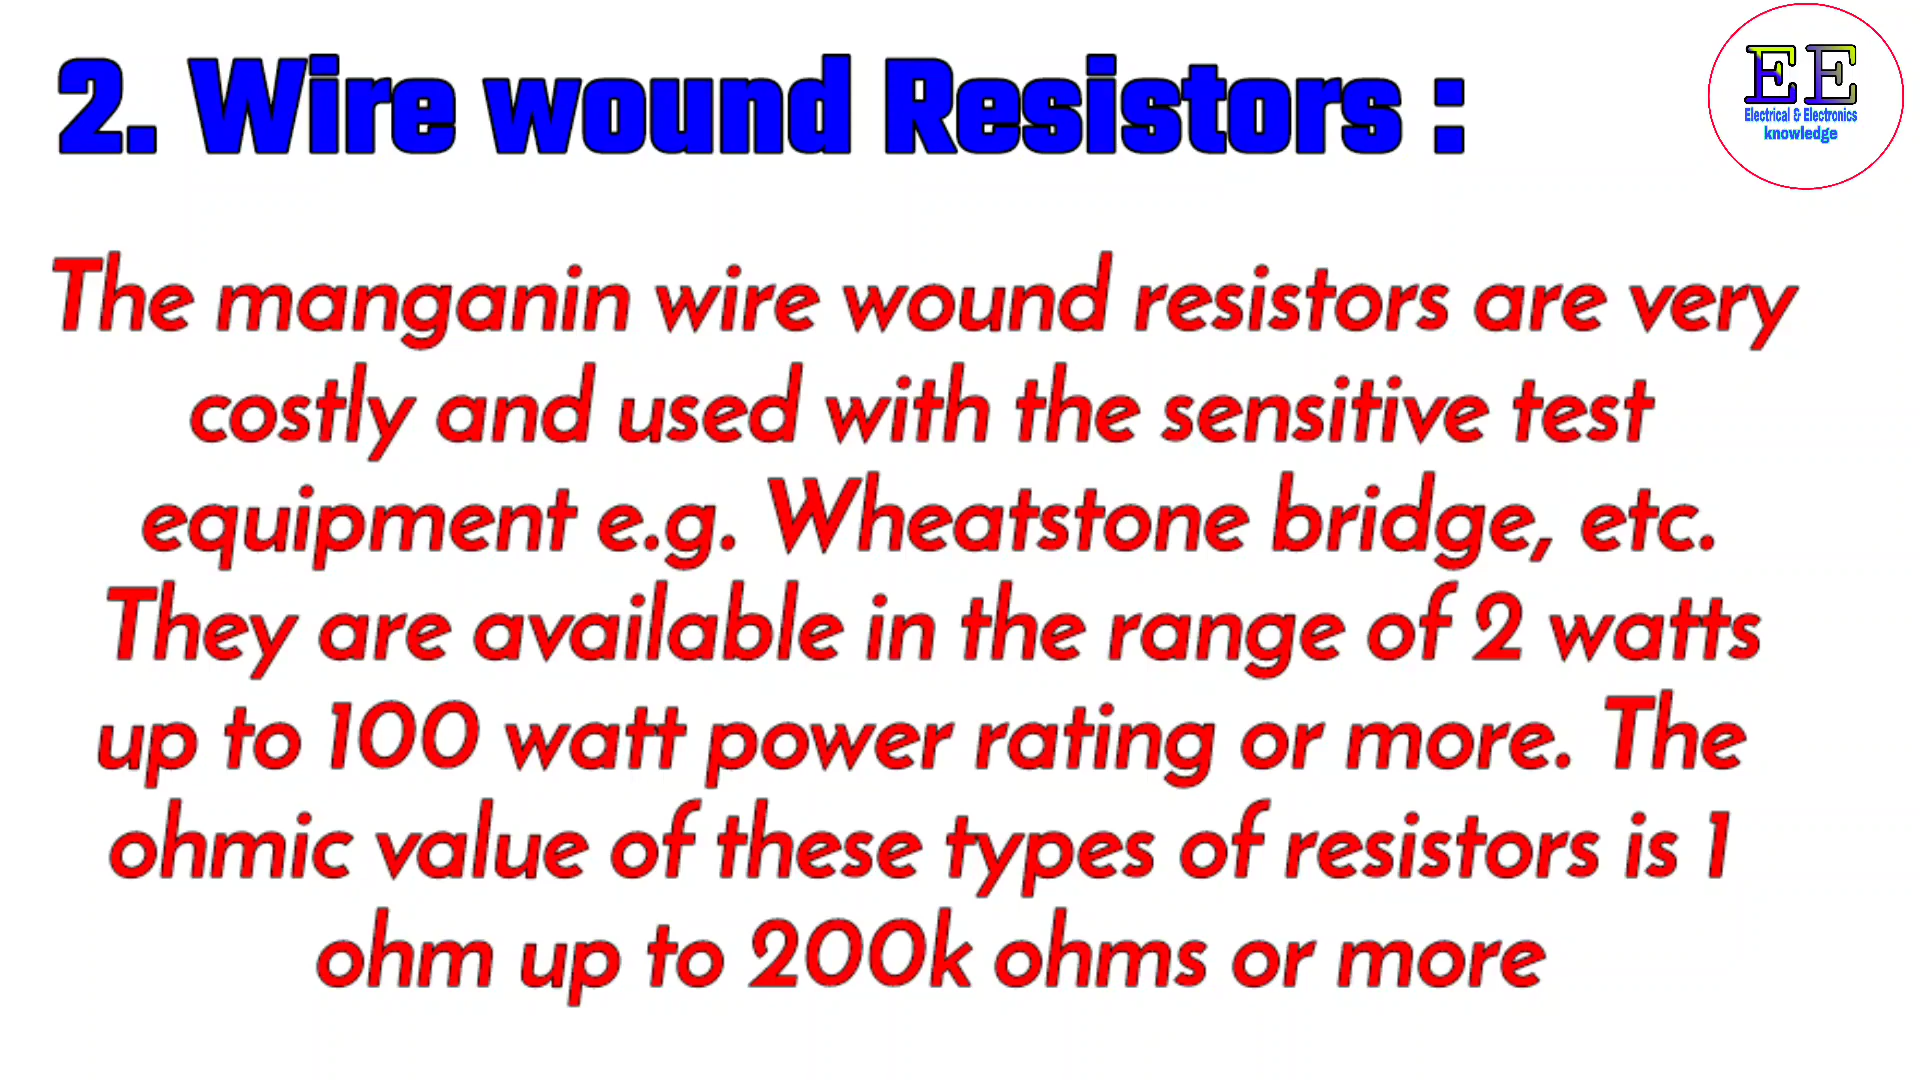 2. Wire wound Resistors :
EE
Electrical & Electronics
knowledge
The manganin wire wound resistors are very
costly and used with the sensitive test
equipment e.g. Wheatstone bridge, etc.
They are available in the range of 2 watts
up to 100 watt power rating or more. The
ohmic value of these types of resistors is 1
ohm up to 200k ohms or more